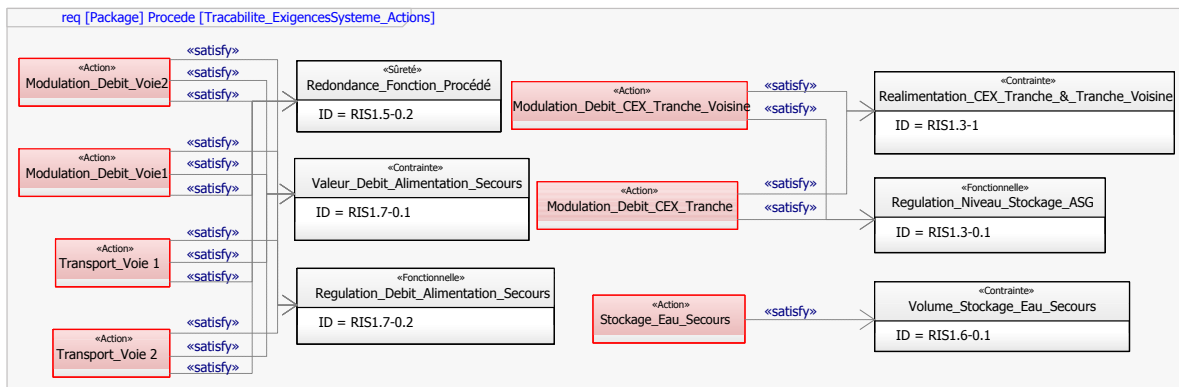 req [Package] Procede [Tracabilite_ExigencesSysteme_Actions]
«Action»
Modulation_Debit_Voie2
«satisfy»
«satisfy»
«satisfy»
«Action»
Modulation_Debit_Voie1
«satisfy»
«satisfy»
«satisfy»
«Action»
Transport_Voie 1
«satisfy»
«satisfy»
«satisfy»
«Action»
Transport_Voie 2
«satisfy»
«satisfy»
«satisfy»
«Sûreté»
Redondance_Fonction_Procédé
ID = RIS1.5-0.2
«Contrainte»
Valeur_Debit_Alimentation_Secours
ID = RIS1.7-0.1
«Fonctionnelle»
Regulation_Debit_Alimentation_Secours
ID = RIS1.7-0.2
«Action»
Modulation_Debit_CEX_Tranche_Voisine
«satisfy»
«satisfy»
«Action»
Modulation_Debit_CEX_Tranche
«satisfy»
«satisfy»
«Action»
Stockage_Eau_Secours
«satisfy»
«Contrainte»
Realimentation_CEX_Tranche_&_Tranche_Voisine
ID = RIS1.3-1
«Fonctionnelle»
Regulation_Niveau_Stockage_ASG
ID = RIS1.3-0.1
«Contrainte»
Volume_Stockage_Eau_Secours
ID = RIS1.6-0.1